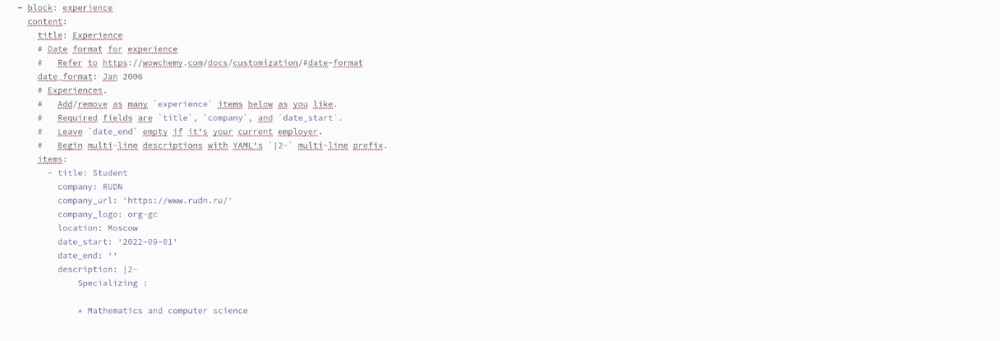 - block: experience
content:
title: Experience
# Date format for experience
#   Refer to https://wowchemy.com/docs/customization/#date-format
date_format: Jan 2006
# Experiences.
#   Add/remove as many `experience` items below as you like.
#   Required fields are `title`, `company`, and `date_start`.
#   Leave `date_end` empty if it's your current employer.
#   Begin multi-line descriptions with YAML's `|2-` multi-line prefix.
items:
- title: Student
company: RUDN
company_url: 'https://www.rudn.ru/'
company_logo: org-gc
location: Moscow
date_start: '2022-09-01'
date_end: ''
description: |2-
Specializing :
* Mathematics and computer science